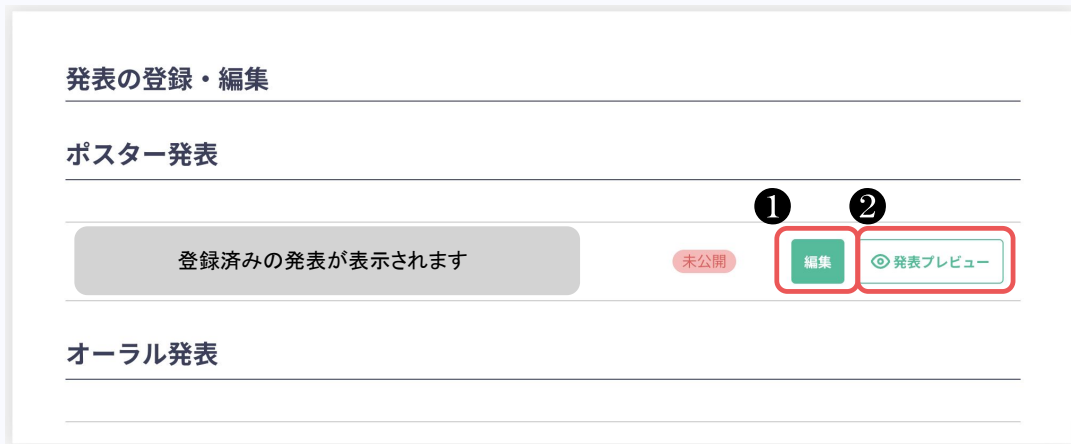 発表の登録・編集
ポスター発表
❶ ❷
登録済みの発表が表示されます 未公開 編集 発表プレビュー
オーラル発表